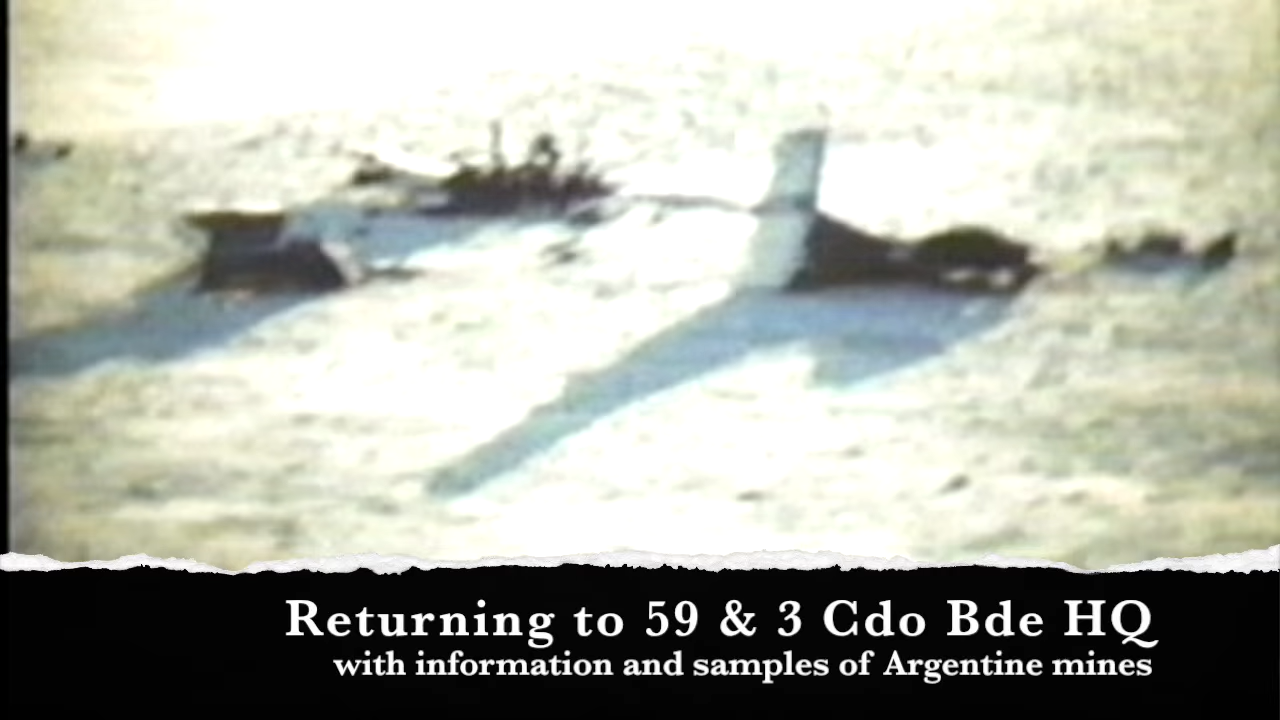 Returning to 59 & 3 Cdo Bde HQ
with information and samples of Argentine mines